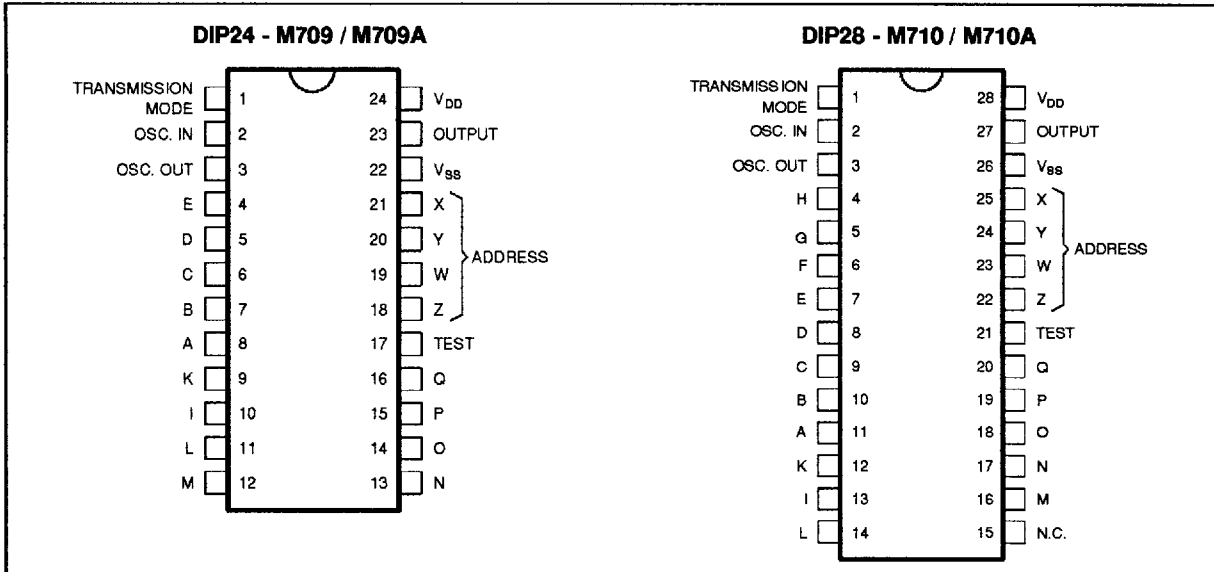 DIP24 - M709 / M709A
TRANSMISSION MODE 1 24 VDD
OSC. IN 2 23 OUTPUT
OSC. OUT 3 22 VSS
E 4 21 X
D 5 20 Y
C 6 19 W
B 7 18 Z
ADDRESS
A 8 17 TEST
K 9 16 Q
I 10 15 P
L 11 14 O
M 12 13 N
DIP28 - M710 / M710A
TRANSMISSION MODE 1 28 VDD
OSC. IN 2 27 OUTPUT
OSC. OUT 3 26 VSS
H 4 25 X
G 5 24 Y
F 6 23 W
E 7 22 Z
ADDRESS
D 8 21 TEST
C 9 20 Q
B 10 19 P
A 11 18 O
K 12 17 N
I 13 16 M
L 14 15 N.C.